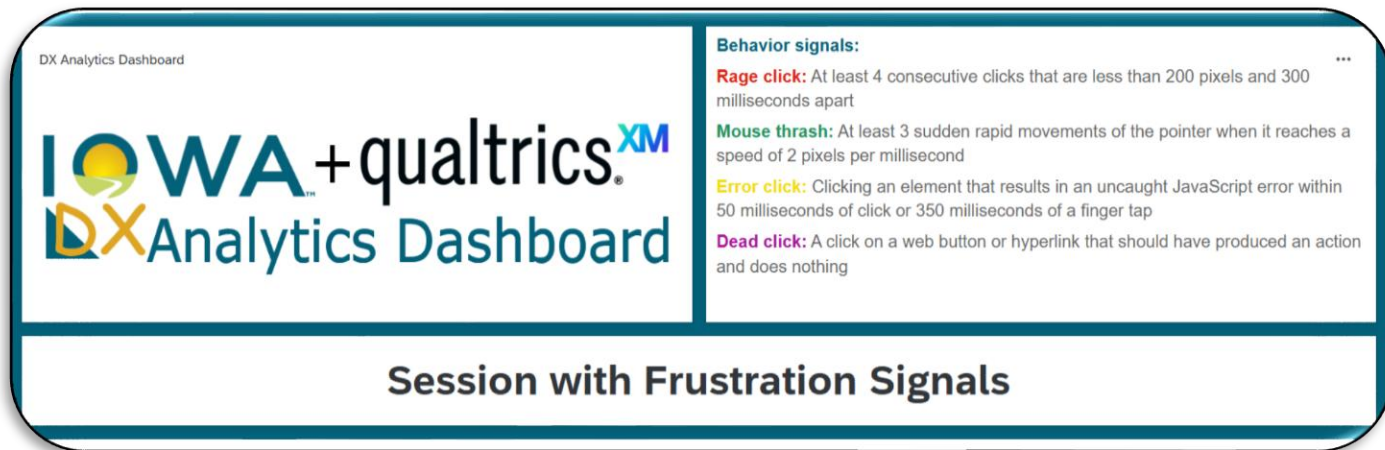 DX Analytics Dashboard
IOWA™+qualtrics.® XM
DX Analytics Dashboard
Behavior signals:
Rage click: At least 4 consecutive clicks that are less than 200 pixels and 300
milliseconds apart
Mouse thrash: At least 3 sudden rapid movements of the pointer when it reaches a
speed of 2 pixels per millisecond
Error click: Clicking an element that results in an uncaught JavaScript error within
50 milliseconds of click or 350 milliseconds of a finger tap
Dead click: A click on a web button or hyperlink that should have produced an action
and does nothing
Session with Frustration Signals